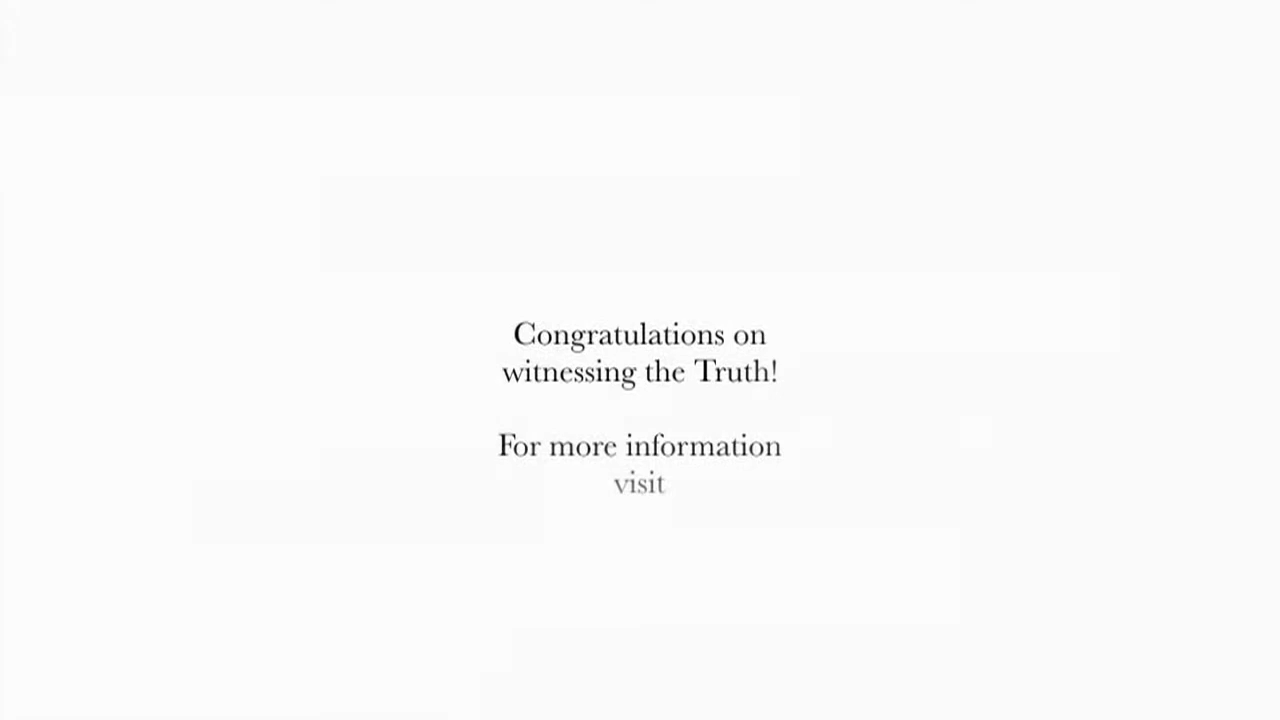 Congratulations on
witnessing the Truth!
For more information
visit